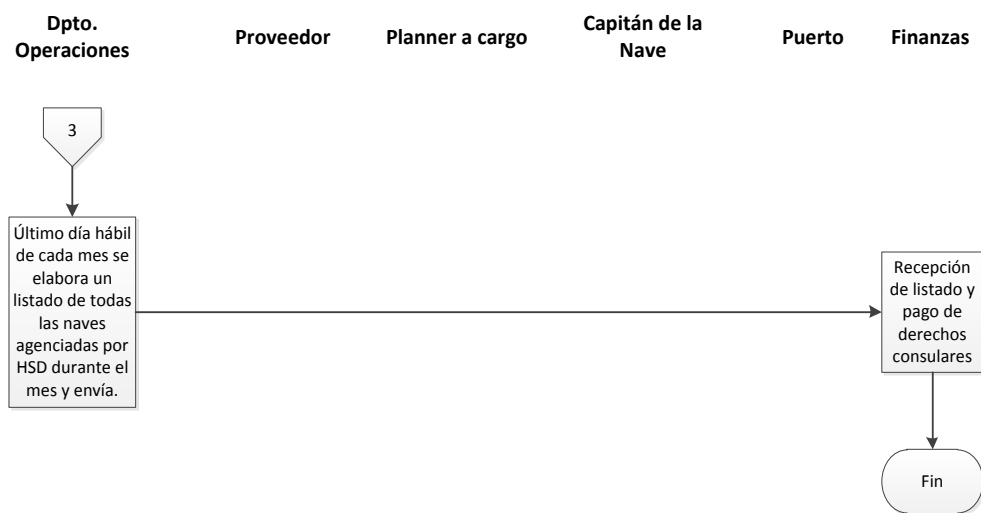 Dpto.
Operaciones
Proveedor
Planner a cargo
Capitán de la
Nave
Puerto
Finanzas
3
Último día hábil
de cada mes se
elabora un
listado de todas
las naves
agenciadas por
HSD durante el
mes y envía.
Recepción
de listado y
pago de
derechos
consulares
Fin